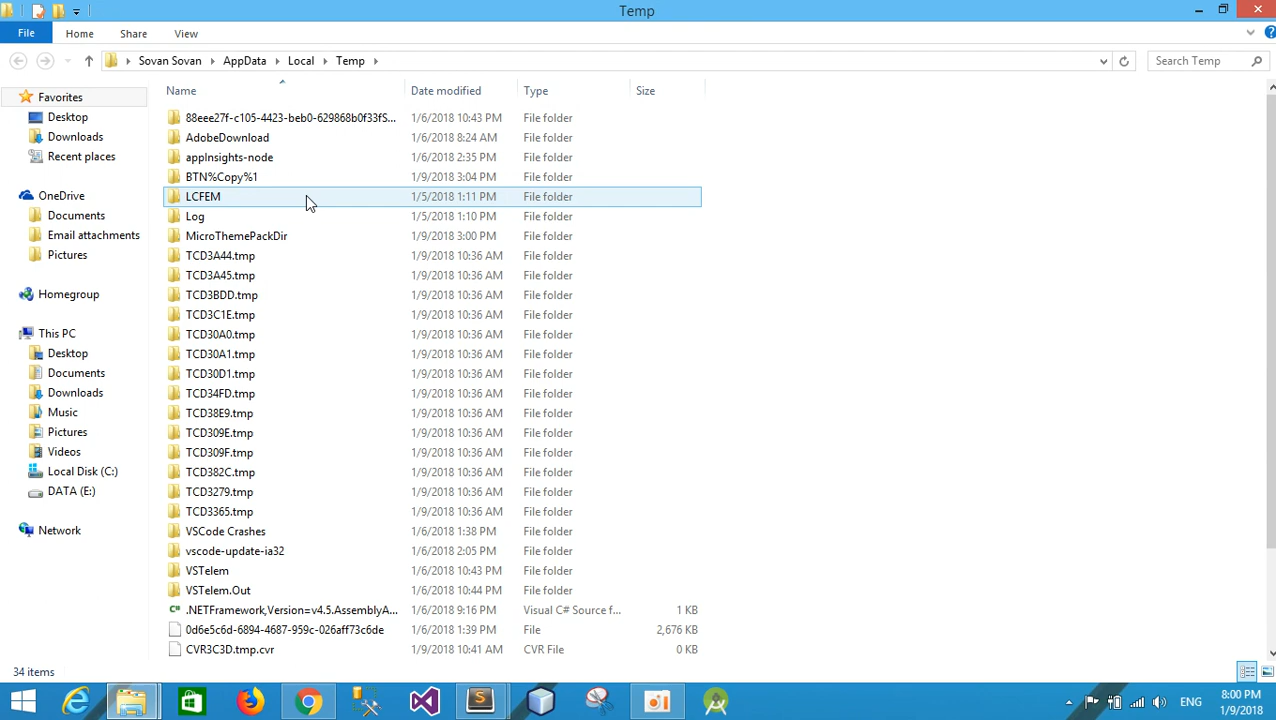 Temp
File Home Share View
Sovan Sovan AppData Local Temp Search Temp
Name Date modified Type Size
Favorites
Desktop
Downloads
Recent places
OneDrive
Documents
Email attachments
Pictures
Homegroup
This PC
Desktop
Documents
Downloads
Music
Pictures
Videos
Local Disk (C:)
DATA (E:)
Network
88eee27f-c105-4423-beb0-629868b0f33fS... 1/6/2018 10:43 PM File folder
AdobeDownload 1/6/2018 8:24 AM File folder
appInsights-node 1/6/2018 2:35 PM File folder
BTN%Copy%1 1/9/2018 3:04 PM File folder
LCFEM 1/5/2018 1:11 PM File folder
Log 1/5/2018 1:10 PM File folder
MicroThemePackDir 1/9/2018 3:00 PM File folder
TCD3A44.tmp 1/9/2018 10:36 AM File folder
TCD3A45.tmp 1/9/2018 10:36 AM File folder
TCD3BDD.tmp 1/9/2018 10:36 AM File folder
TCD3C1E.tmp 1/9/2018 10:36 AM File folder
TCD30A0.tmp 1/9/2018 10:36 AM File folder
TCD30A1.tmp 1/9/2018 10:36 AM File folder
TCD30D1.tmp 1/9/2018 10:36 AM File folder
TCD34FD.tmp 1/9/2018 10:36 AM File folder
TCD38E9.tmp 1/9/2018 10:36 AM File folder
TCD309E.tmp 1/9/2018 10:36 AM File folder
TCD309F.tmp 1/9/2018 10:36 AM File folder
TCD382C.tmp 1/9/2018 10:36 AM File folder
TCD3279.tmp 1/9/2018 10:36 AM File folder
TCD3365.tmp 1/9/2018 10:36 AM File folder
VSCode Crashes 1/6/2018 1:38 PM File folder
vscode-update-ia32 1/6/2018 2:05 PM File folder
VSTelem 1/6/2018 10:43 PM File folder
VSTelem.Out 1/6/2018 10:44 PM File folder
.NETFramework,Version=v4.5.AssemblyA... 1/6/2018 9:16 PM Visual C# Source f... 1 KB
0d6e5c6d-6894-4687-959c-026aff73c6de 1/6/2018 1:39 PM File 2,676 KB
CVR3C3D.tmp.cvr 1/9/2018 10:41 AM CVR File 0 KB
34 items
ENG 8:00 PM
1/9/2018